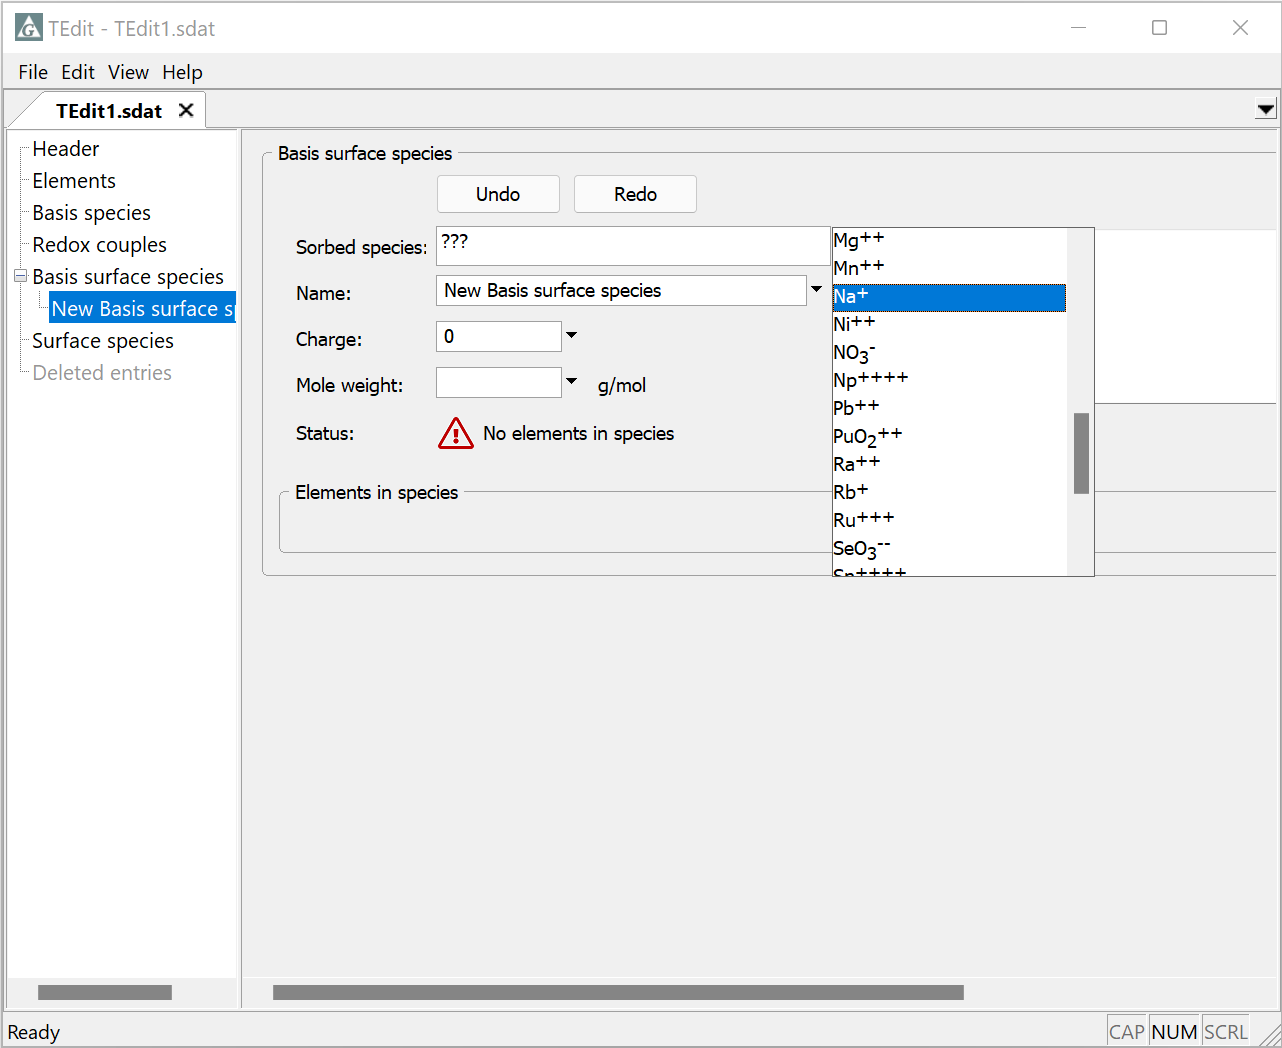 TEdit - TEdit1.sdat
File Edit View Help
TEdit1.sdat
Header
Elements
Basis species
Redox couples
Basis surface species
New Basis surface s
Surface species
Deleted entries
Basis surface species
Undo Redo
Sorbed species: ???
Name: New Basis surface species
Charge: 0
Mole weight: g/mol
Status: No elements in species
Elements in species
Mg++
Mn++
Na+
Ni++
NO3-
Np++++
Pb++
PuO2++
Ra++
Rb+
Ru+++
SeO3--
Sn++++
Ready
CAP NUM SCRL